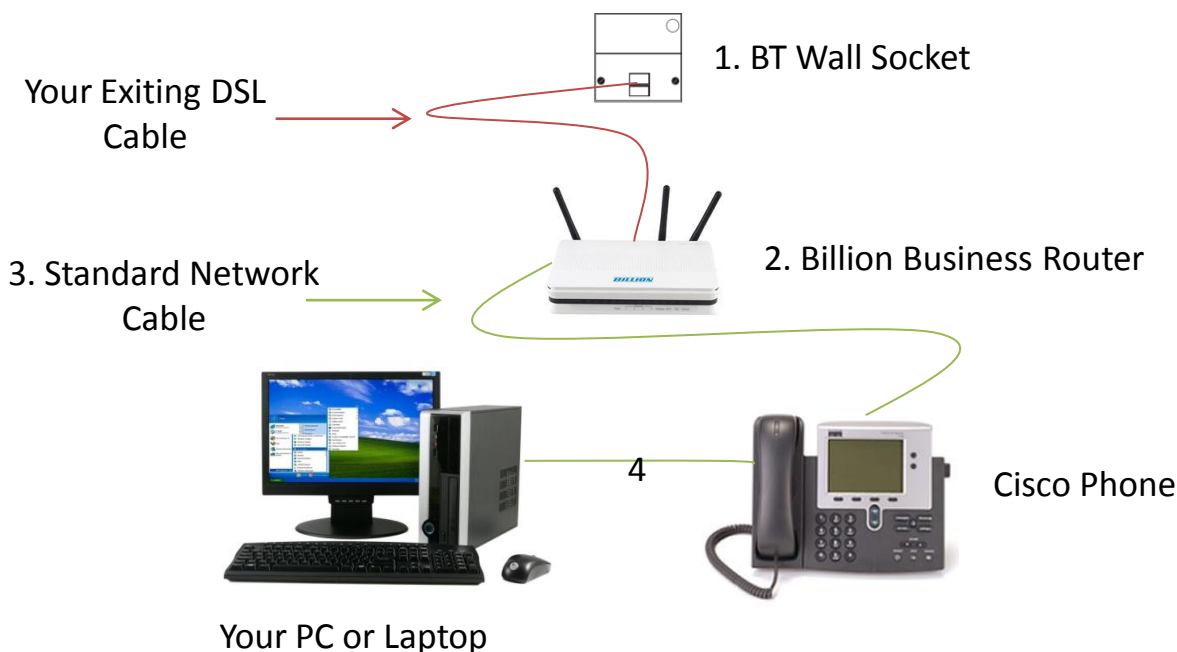 1. BT Wall Socket
Your Exiting DSL
Cable
2. Billion Business Router
BILLION
3. Standard Network
Cable
4
Cisco Phone
Your PC or Laptop